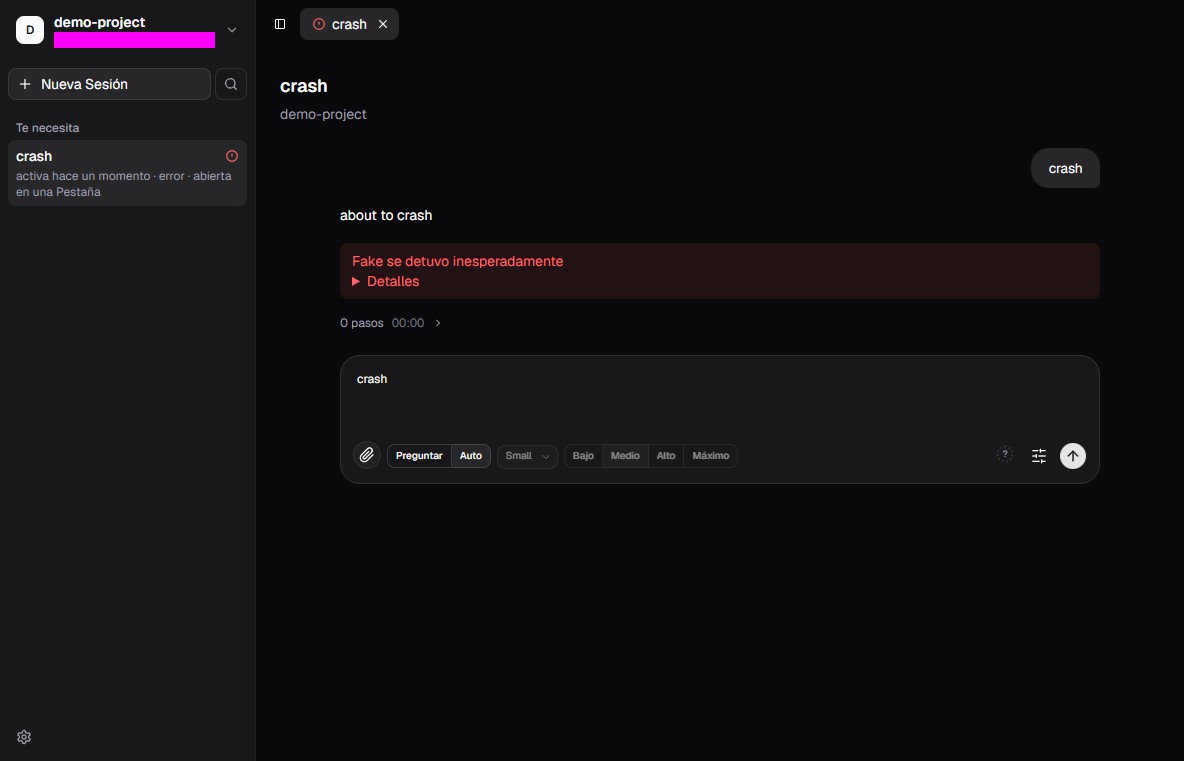 D
demo-project
Nueva Sesión
Te necesita
crash
activa hace un momento · error · abierta
en una Pestaña
crash
crash
demo-project
crash
about to crash
Fake se detuvo inesperadamente
Detalles
0 pasos 00:00
crash
Preguntar Auto Small Bajo Medio Alto Máximo ?